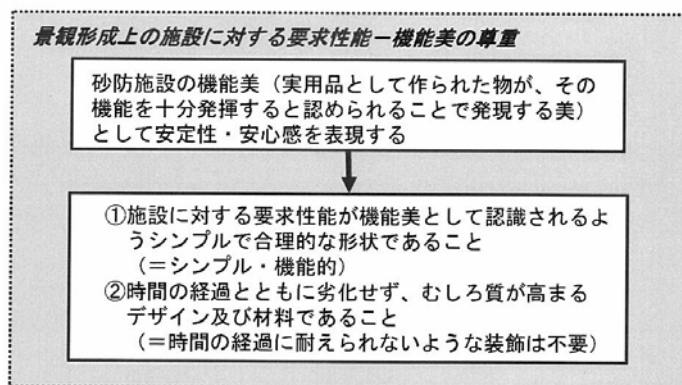 景観形成上の施設に対する要求性能－機能美の尊重
砂防施設の機能美（実用品として作られた物が、その
機能を十分発揮すると認められることで発現する美）
として安定性・安心感を表現する
①施設に対する要求性能が機能美として認識されるよ
うシンプルで合理的な形状であること
（＝シンプル・機能的）
②時間の経過とともに劣化せず、むしろ質が高まる
デザイン及び材料であること
（＝時間の経過に耐えられないような装飾は不要）